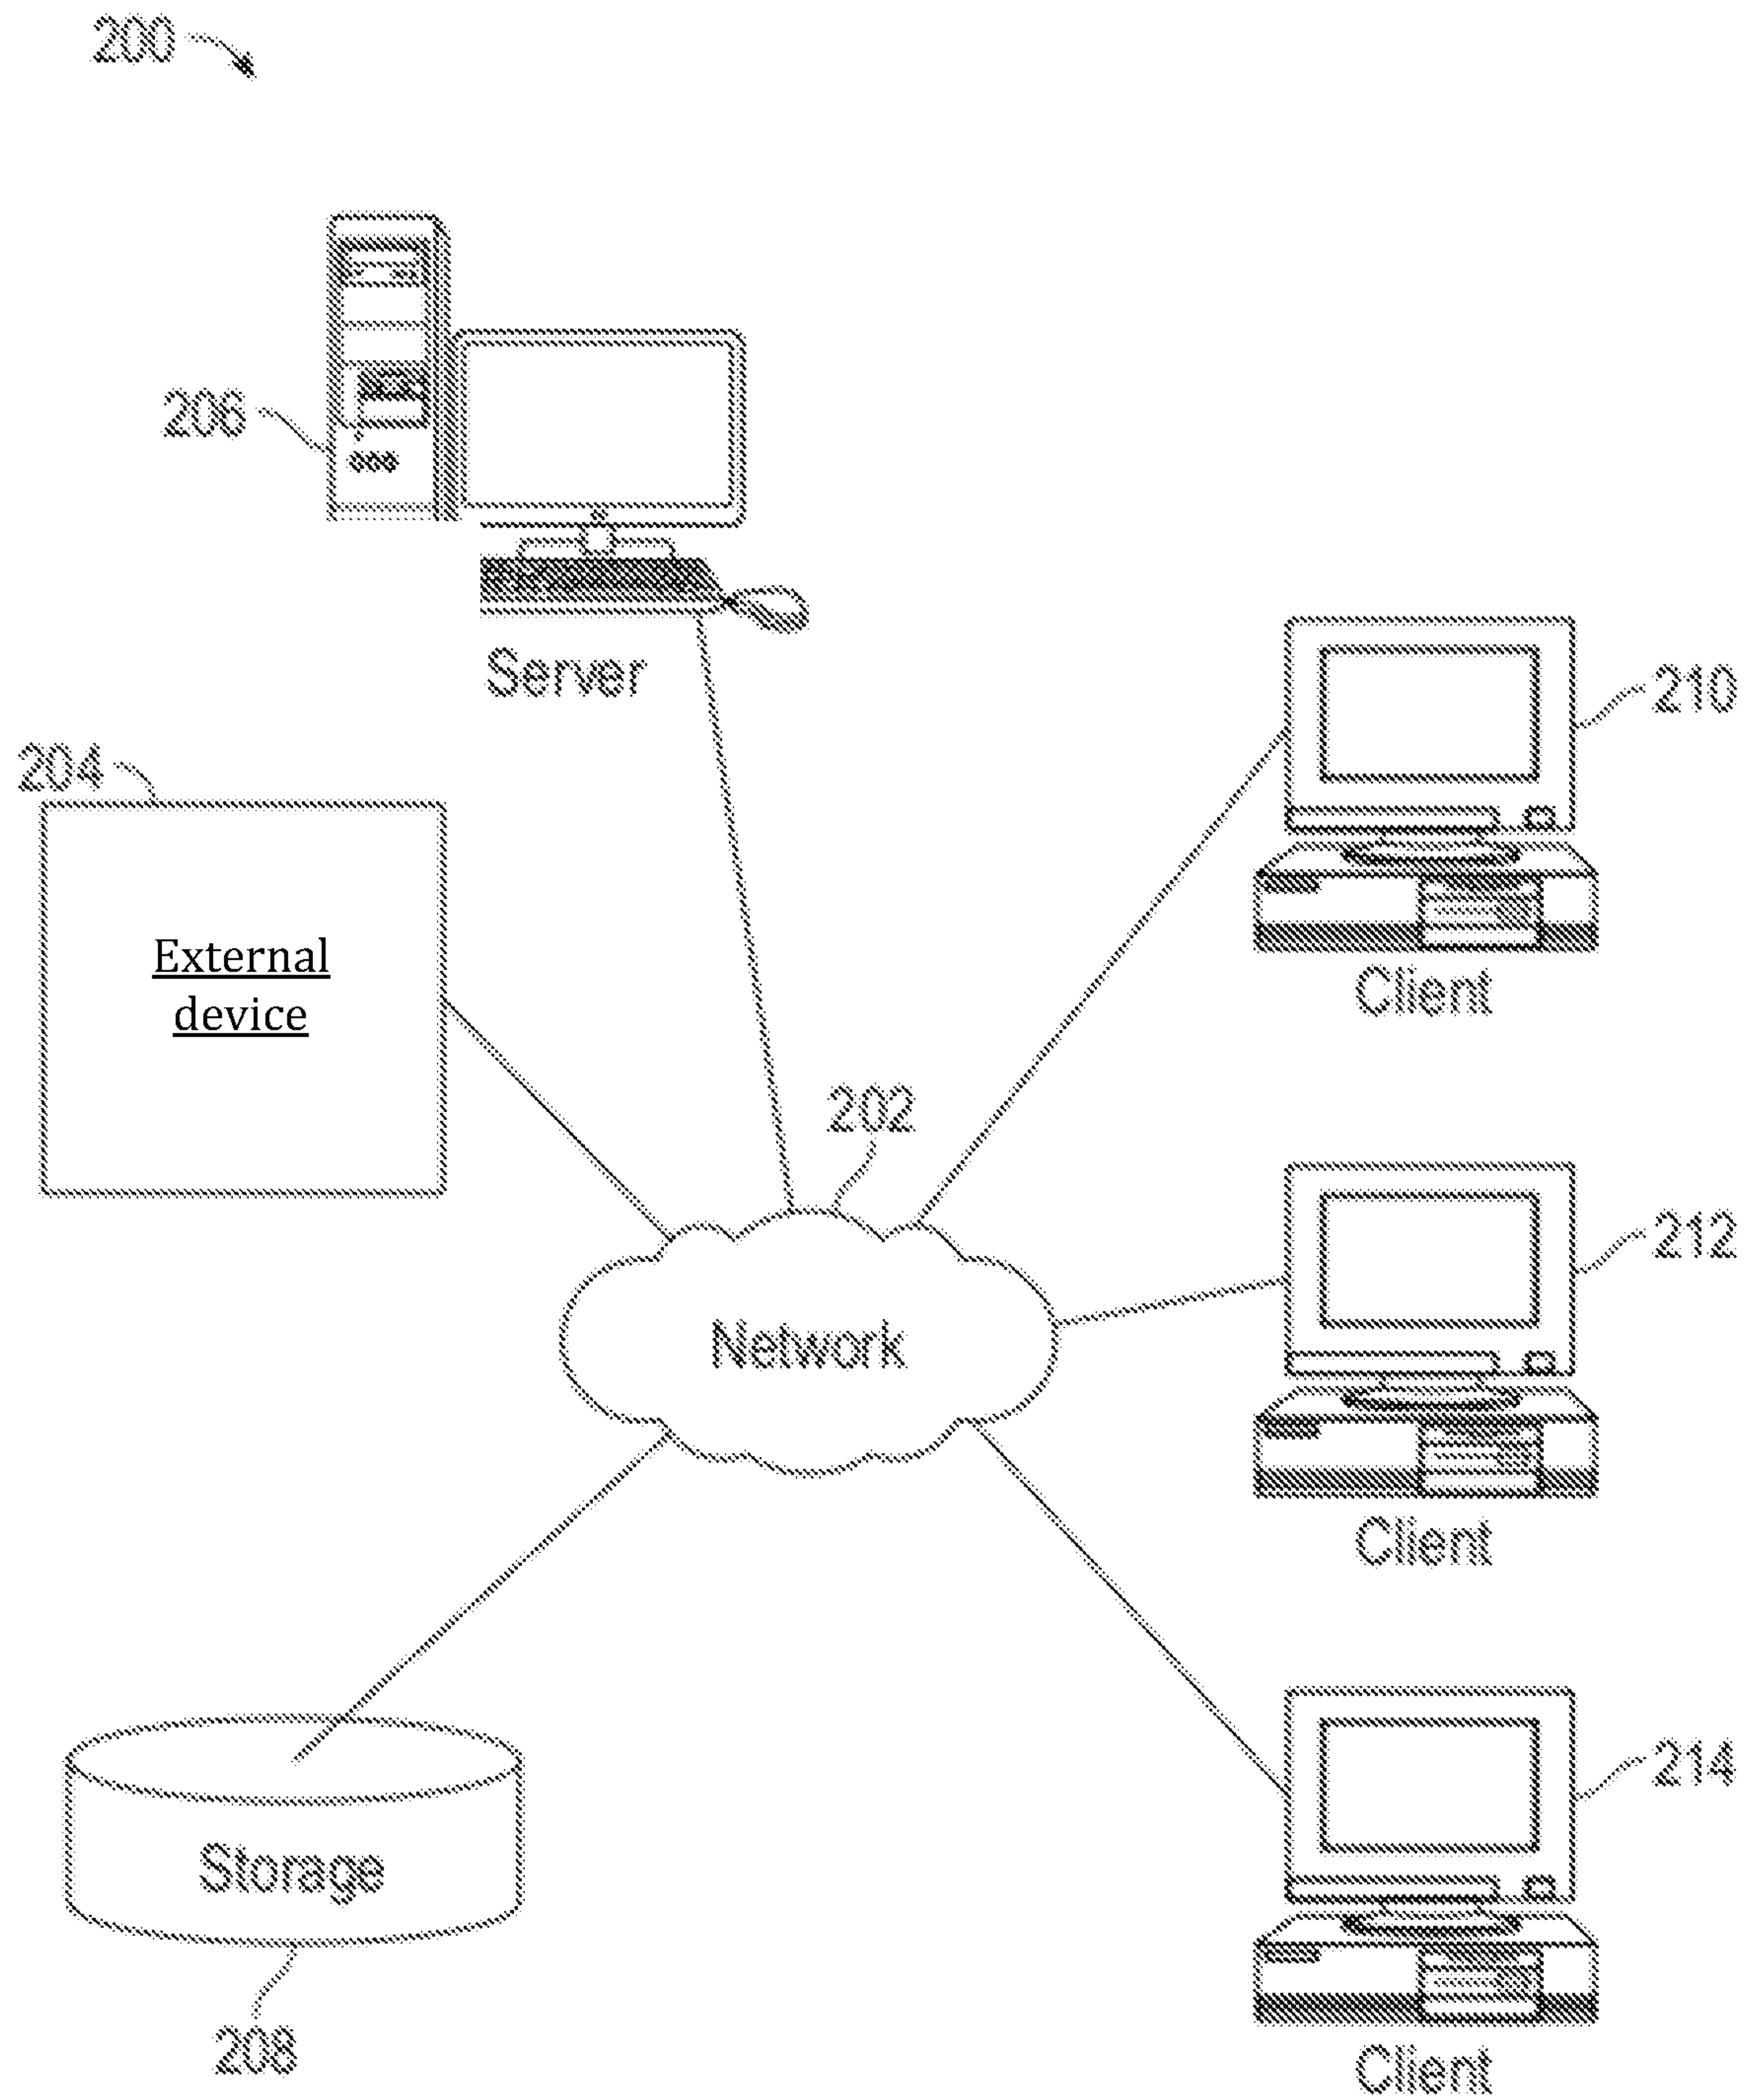 200
206
Server
210
204
External
device
Client
202
212
Network
Client
214
Storage
208
Client